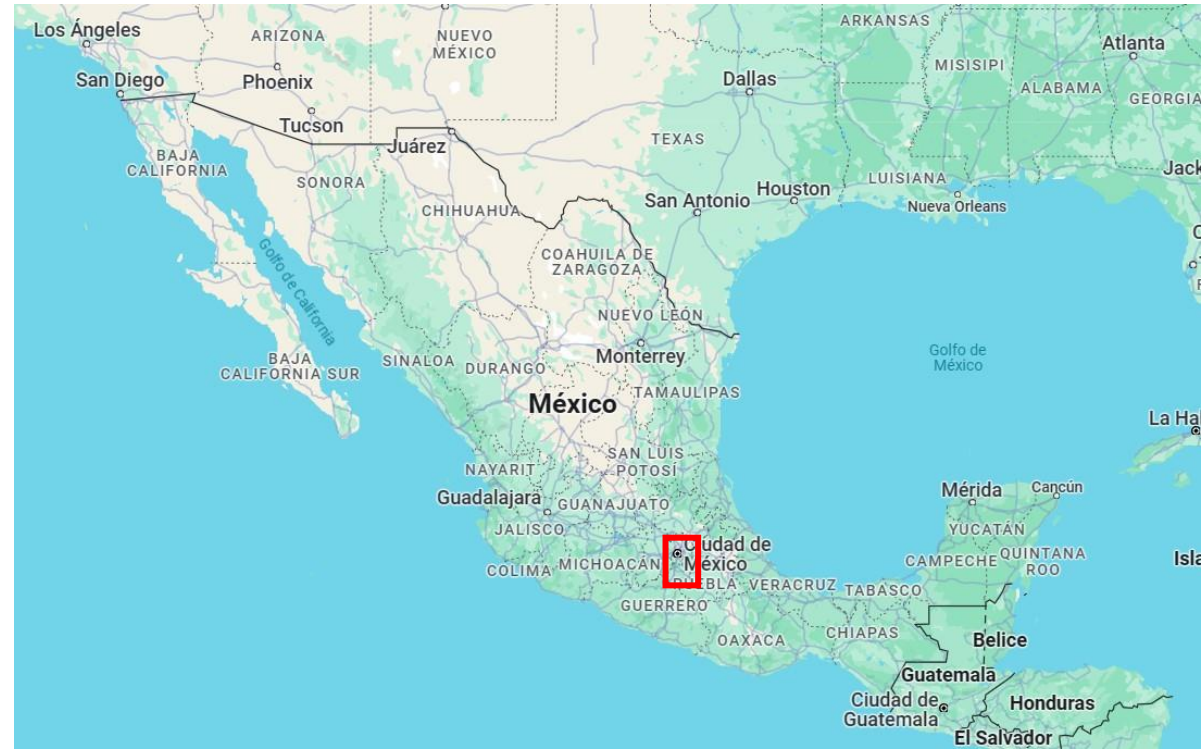 Los Ángeles
ARIZONA
NUEVO
MÉXICO
ARKANSAS
Atlanta
San Diego
Phoenix
Dallas
MISISIPI
ALABAMA
GEORGIA
Tucson
Juárez
TEXAS
BAJA
CALIFORNIA
SONORA
CHIHUAHUA
San Antonio
Houston
LUISIANA
Nueva Orleans
Jack
Golfo de California
COAHUILA DE
ZARAGOZA
NUEVO LEÓN
Monterrey
BAJA
CALIFORNIA SUR
SINALOA
DURANGO
Golfo de
México
México
TAMAULIPAS
La Ha
NAYARIT
SAN LUIS
POTOSÍ
Guadalajara
GUANAJUATO
Mérida
Cancún
JALISCO
YUCATÁN
Ciudad de
México
COLIMA
MICHOACÁN
CAMPECHE
QUINTANA
ROO
Isla
PUEBLA
VERACRUZ
TABASCO
GUERRERO
OAXACA
CHIAPAS
Belice
Guatemala
Ciudad de
Guatemala
Honduras
El Salvador